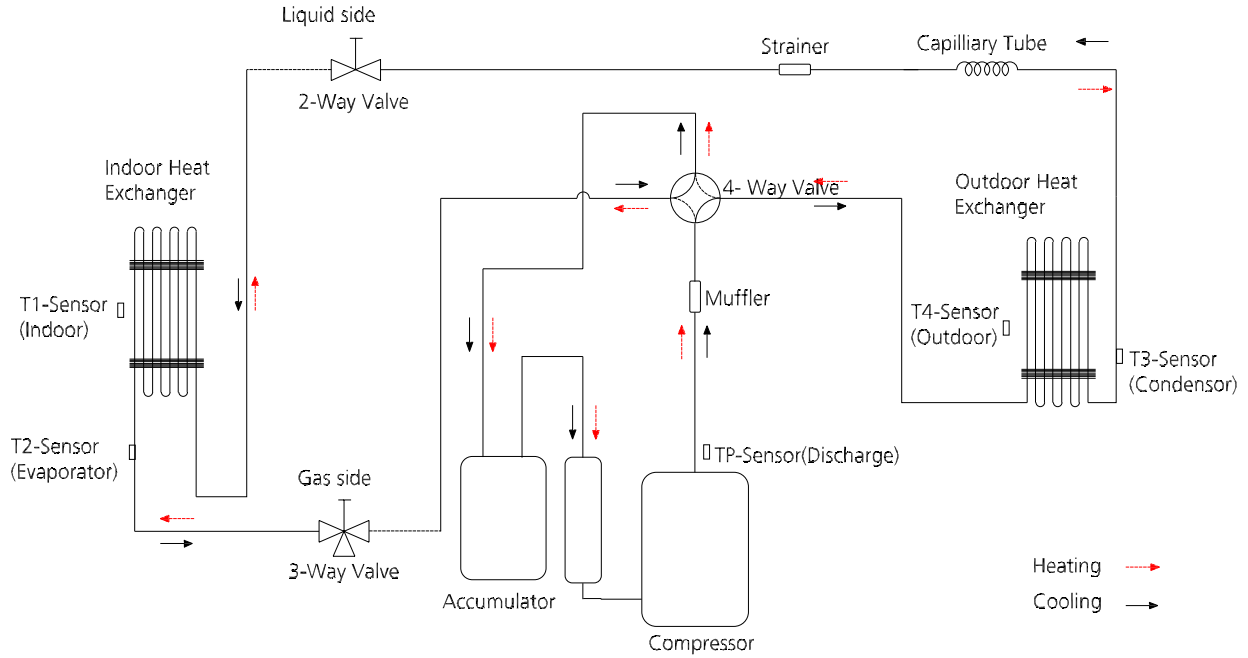 Liquid side
Strainer
Capilliary Tube
2-Way Valve
Indoor Heat
Exchanger
4- Way Valve
Outdoor Heat
Exchanger
T1-Sensor
(Indoor)
Muffler
T4-Sensor
(Outdoor)
T3-Sensor
(Condensor)
T2-Sensor
(Evaporator)
TP-Sensor(Discharge)
Gas side
3-Way Valve
Accumulator
Compressor
Heating
Cooling